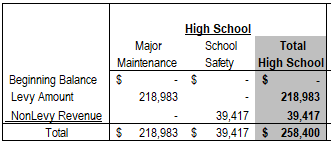 High School
Major School Total
Maintenance Safety High School
Beginning Balance $ - $ - $ -
Levy Amount 218,983 - 218,983
NonLevy Revenue - 39,417 39,417
Total $ 218,983 $ 39,417 $ 258,400